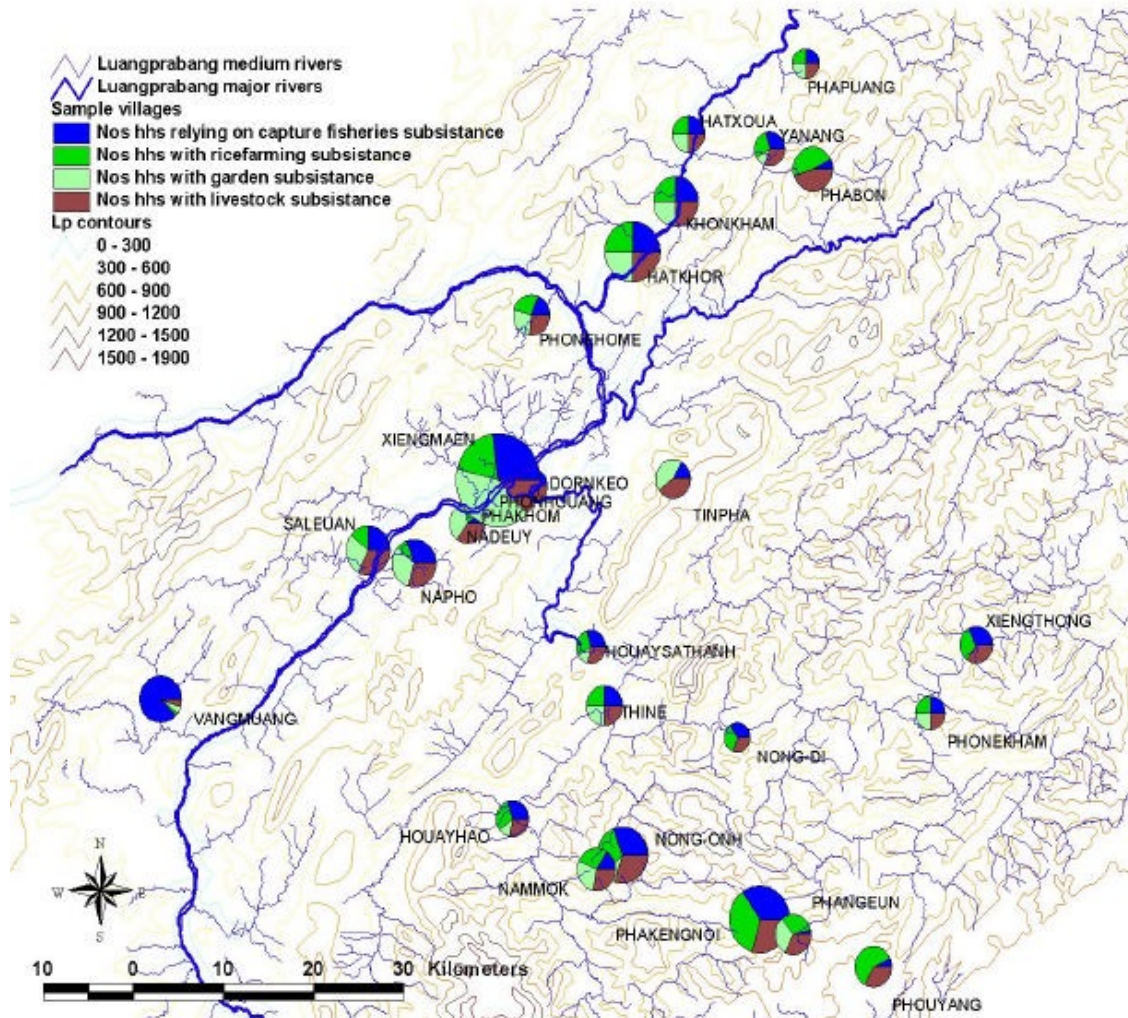 Luangprabang medium rivers
Luangprabang major rivers
Sample villages
Nos hhs relying on capture fisheries subsistance
Nos hhs with ricefarming subsistance
Nos hhs with garden subsistance
Nos hhs with livestock subsistance
Lp contours
0 - 300
300 - 600
600 - 900
900 - 1200
1200 - 1500
1500 - 1900
PHAPUANG
HATXOUA
YANANG
PHABON
KHONKHAM
HATKHOR
PHONEHOME
XIENGMAEN
DORNKEO
PHONHOUANG
PHAKHOM
NADEUY
TINPHA
SALEUAN
NAPHO
XIENGTHONG
HOUAYSATHANH
VANGMUANG
THINE
PHONEKHAM
NONG-DI
HOUAYHAO
NONG-ONH
NAMMOK
PHANGEUN
PHAKENGNOI
PHOUYANG
N
W E
S
10 0 10 20 30 Kilometers